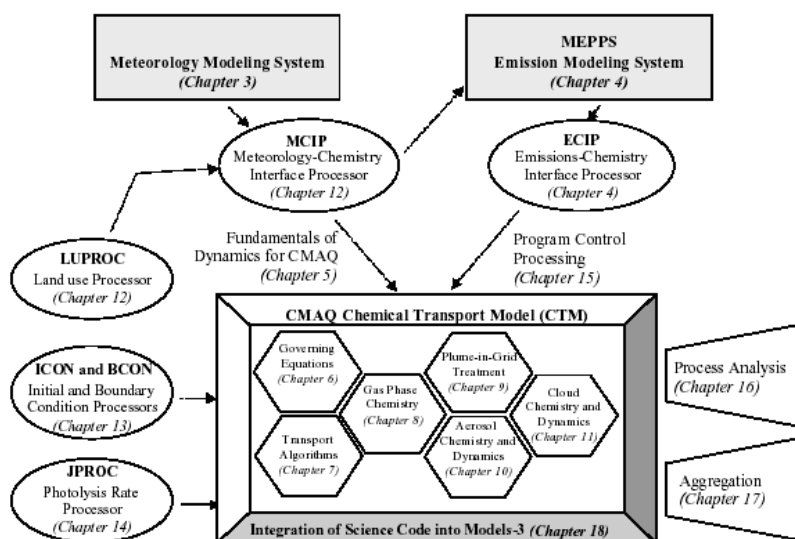 Meteorology Modeling System
(Chapter 3)
MEPPS
Emission Modeling System
(Chapter 4)
MCIP
Meteorology-Chemistry
Interface Processor
(Chapter 12)
ECIP
Emissions-Chemistry
Interface Processor
(Chapter 4)
LUPROC
Land use Processor
(Chapter 12)
Fundamentals of
Dynamics for CMAQ
(Chapter 5)
Program Control
Processing
(Chapter 15)
ICON and BCON
Initial and Boundary
Condition Processors
(Chapter 13)
JPROC
Photolysis Rate
Processor
(Chapter 14)
CMAQ Chemical Transport Model (CTM)
Governing
Equations
(Chapter 6)
Gas Phase
Chemistry
(Chapter 8)
Transport
Algorithms
(Chapter 7)
Plume-in-Grid
Treatment
(Chapter 9)
Aerosol
Chemistry and
Dynamics
(Chapter 10)
Cloud
Chemistry and
Dynamics
(Chapter 11)
Integration of Science Code into Models-3 (Chapter 18)
Process Analysis
(Chapter 16)
Aggregation
(Chapter 17)